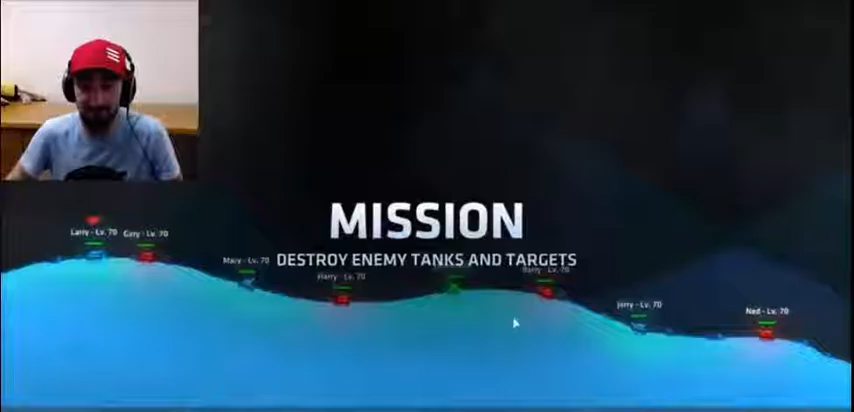 MISSION
DESTROY ENEMY TANKS AND TARGETS
Larry - Lv. 70
Gary - Lv. 70
Mary - Lv. 70
Harry - Lv. 70
Barry - Lv. 70
Jerry - Lv. 70
Ned - Lv. 70